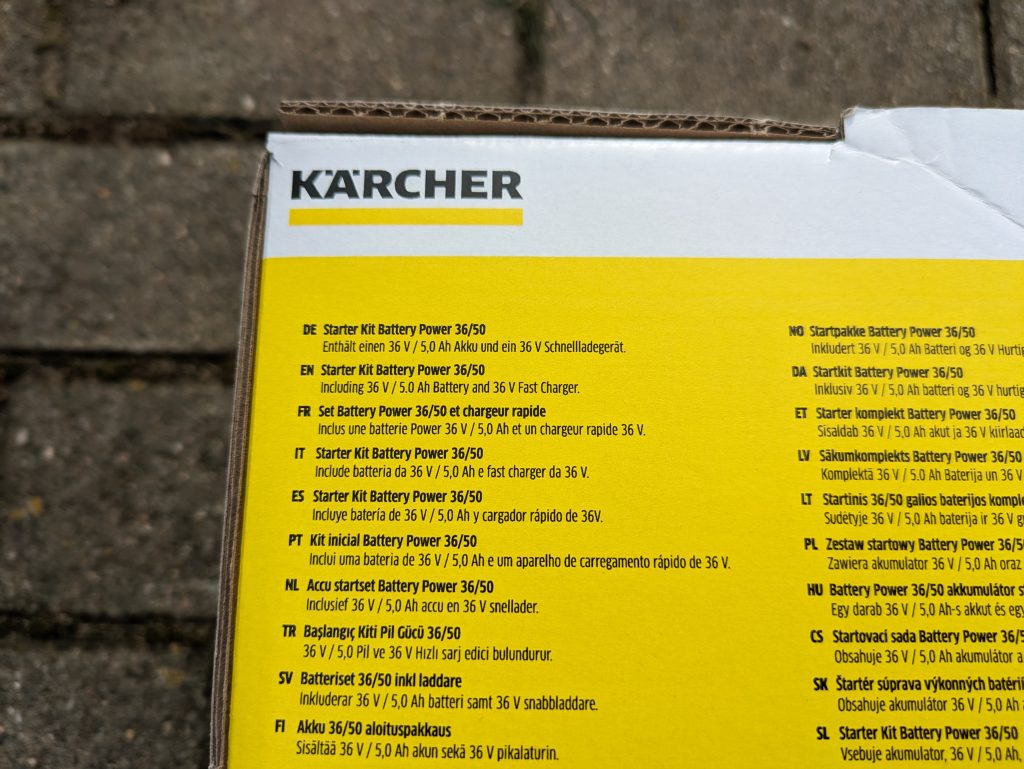 KÄRCHER
DE Starter Kit Battery Power 36/50
Enthält einen 36 V / 5,0 Ah Akku und ein 36 V Schnellladegerät.
EN Starter Kit Battery Power 36/50
Including 36 V / 5.0 Ah Battery and 36 V Fast Charger.
FR Set Battery Power 36/50 et chargeur rapide
Inclus une batterie Power 36 V / 5,0 Ah et un chargeur rapide 36 V.
IT Starter Kit Battery Power 36/50
Include batteria da 36 V / 5,0 Ah e fast charger da 36 V.
ES Starter Kit Battery Power 36/50
Incluye batería de 36 V / 5,0 Ah y cargador rápido de 36V.
PT Kit inicial Battery Power 36/50
Inclui uma bateria de 36 V / 5,0 Ah e um aparelho de carregamento rápido de 36 V.
NL Accu startset Battery Power 36/50
Inclusief 36 V / 5,0 Ah accu en 36 V snellader.
TR Başlangıç Kiti Pil Gücü 36/50
36 V / 5,0 Pil ve 36 V Hızlı sarj edici bulundurur.
SV Batteriset 36/50 inkl laddare
Inkluderar 36 V / 5,0 Ah batteri samt 36 V snabbladdare.
FI Akku 36/50 aloituspakkaus
Sisältää 36 V / 5,0 Ah akun sekä 36 V pikalaturin.
NO Startpakke Battery Power 36/50
Inkludert 36 V / 5,0 Ah Batteri og 36 V
DA Startkit Battery Power 36/50
Inklusiv 36 V / 5,0 Ah batteri og 36 V
ET Starter komplekt Battery Power 36/50
Sisaldab 36 V / 5,0 Ah akut ja 36 V
LV Sākumkomplekts Battery Power 36/50
Komplektā 36 V / 5.0 Ah Baterija un 36 V
LT Startinis 36/50 galios baterijos
Sudėtyje 36 V / 5,0 Ah baterija ir 36 V
PL Zestaw startowy Battery Power
Zawiera akumulator 36 V / 5,0 Ah oraz
HU Battery Power 36/50 akkumulátor
Egy darab 36 V / 5,0 Ah-s akkut és
CS Startovací sada Battery Power
Obsahuje 36 V / 5,0 Ah akumulátor a
SK Štartér súprava výkonných
Obsahuje akumulátor 36 V / 5,0 Ah
SL Starter Kit Battery Power 36/50
Vsebuje akumulator, 36 V / 5,0 Ah,